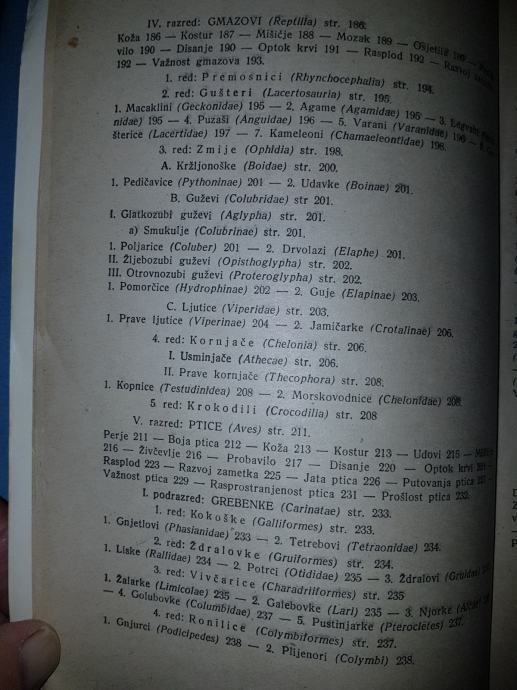 IV. razred: GMAZOVI (Reptilia) str. 186.
Koža 186 — Kostur 187 — Mišićje 188 — Mozak 189 — Osjetila 189 —
vilo 190 — Disanje 190 — Optok krvi 191 — Rasplod 192 — Razvoj
192 — Važnost gmazova 193.
1. red: Premosnici (Rhynchocephalia) str. 194.
2. red: Gušteri (Lacertosauria) str. 195.
1. Macaklini (Geckonidae) 195 — 2. Agame (Agamidae) 195 — 3.
nidae) 195 — 4. Puzaši (Anguidae) 196 — 5. Varani (Varanidae) 196 —
šterice (Lacertidae) 197 — 7. Kameleoni (Chamaeleontidae) 198.
3. red: Zmije (Ophidia) str. 198.
A. Kržljonoške (Boidae) str. 200.
1. Pedičavice (Pythoninae) 201 — 2. Udavke (Boinae) 201.
B. Guževi (Colubridae) str 201.
I. Glatkozubi guževi (Aglypha) str. 201.
a) Smukulje (Colubrinae) str. 201.
1. Poljarice (Coluber) 201 — 2. Drvolazi (Elaphe) 201.
II. Žljebozubi guževi (Opisthoglypha) str. 202.
III. Otrovnozubi guževi (Proteroglypha) str. 202.
1. Pomorčice (Hydrophinae) 202 — 2. Guje (Elapinae) 203.
C. Ljutice (Viperidae) str. 203.
1. Prave ljutice (Viperinae) 204 — 2. Jamičarke (Crotalinae) 206.
4. red: Kornjače (Chelonia) str. 206.
I. Usminjače (Athecae) str. 206.
II. Prave kornjače (Thecophora) str. 208.
1. Kopnice (Testudinidea) 208 — 2. Morskovodnice (Chelonidae) 208.
5 red: Krokodili (Crocodilia) str. 208
V. razred: PTICE (Aves) str. 211.
Perje 211 — Boja ptica 212 — Koža 213 — Kostur 213 — Udovi 215 —
216 — Živčevlje 216 — Probavilo 217 — Disanje 220 — Optok krvi
Rasplod 223 — Razvoj zametka 225 — Jata ptica 226 — Putovanja ptica
Važnost ptica 229 — Rasprostranjenost ptica 231 — Prošlost ptica 232.
I. podrazred: GREBENKE (Carinatae) str. 233.
1. red: Kokoške (Galliformes) str. 233.
1. Gnjetlovi (Phasianidae) 233 — 2. Tetrebovi (Tetraonidae) 234.
2. red: Ždralovke (Gruiformes) str. 234.
1. Liske (Rallidae) 234 — 2. Potrci (Otididae) 235 — 3. Ždralovi (Gruidae)
3. red: Vivčarice (Charadriiformes) str. 235
1. Žalarke (Limicolae) 235 — 2. Galebovke (Lari) 235 — 3. Njorke
— 4. Golubovke (Columbidae) 237 — 5. Pustinjarke (Pterocletes) 237.
4. red: Ronilice (Colymbiformes) str. 237.
1. Gnjurci (Podicipedes) 238 — 2. Plijenori (Colymbi) 238.